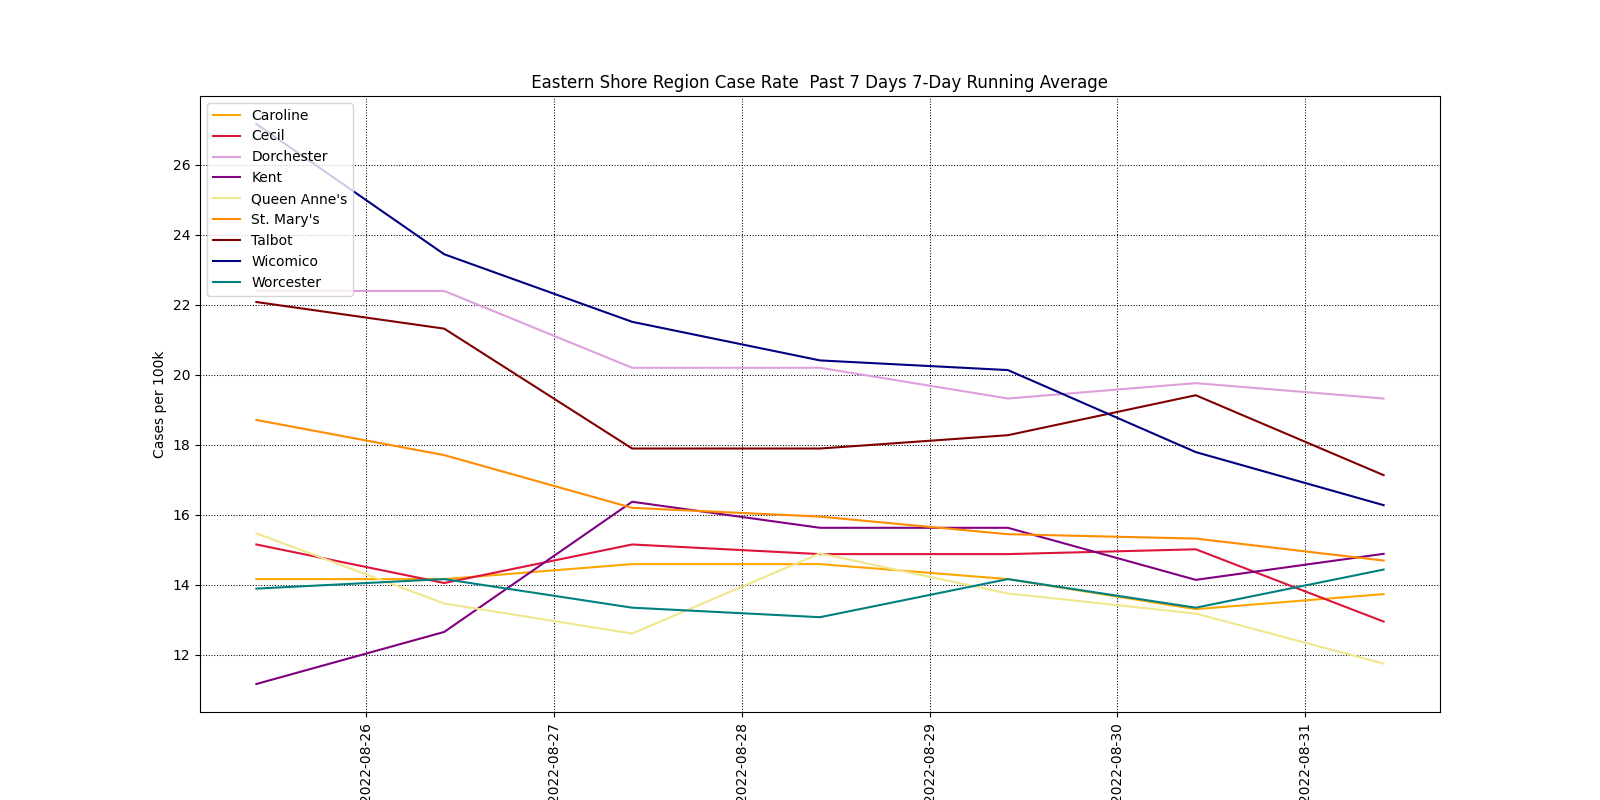 Eastern Shore Region Case Rate  Past 7 Days 7-Day Running Average
Caroline
Cecil
Dorchester
Kent
Queen Anne's
St. Mary's
Talbot
Wicomico
Worcester
26
24
22
20
18
16
14
12
Cases per 100k
2022-08-26
2022-08-27
2022-08-28
2022-08-29
2022-08-30
2022-08-31